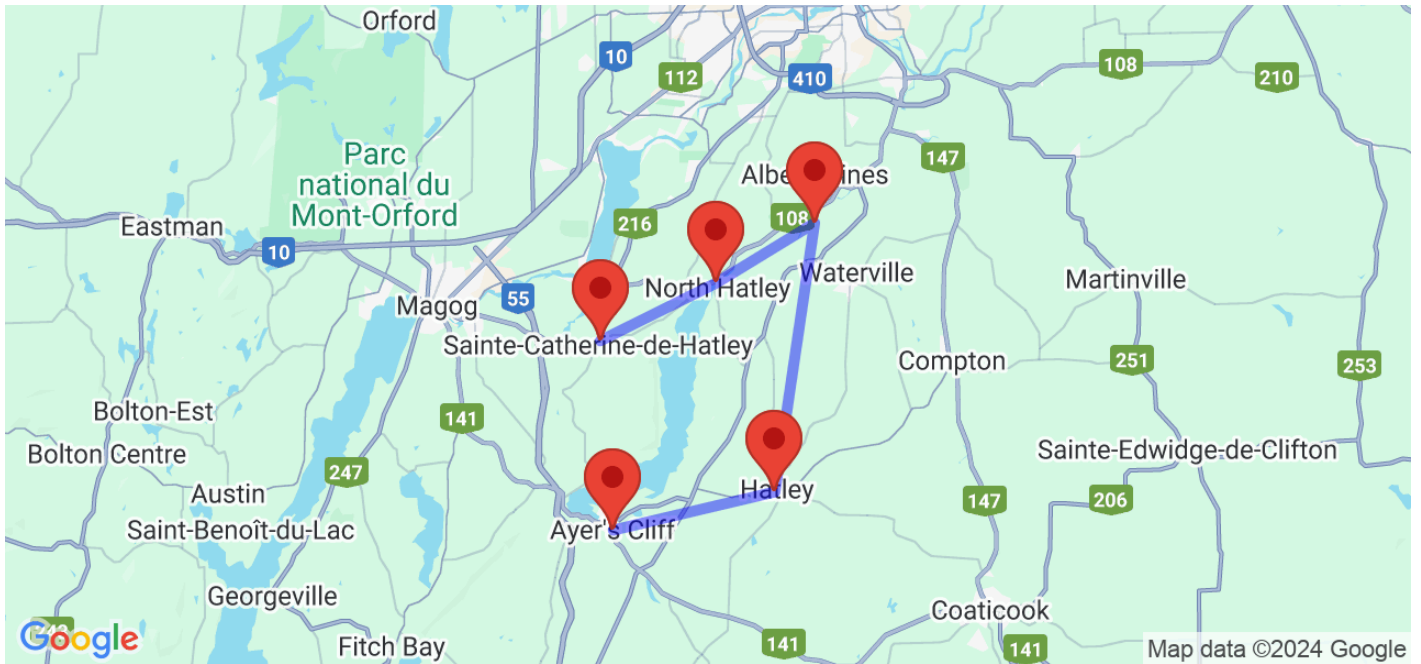 Orford
10
112
410
108
210
Parc
national du
Mont-Orford
147
Eastman
216
108
10
North Hatley
Waterville
Martinville
Magog
55
Sainte-Catherine-de-Hatley
Compton
251
253
Bolton-Est
141
Bolton Centre
247
Sainte-Edwidge-de-Clifton
Austin
Hatley
147
206
Saint-Benoît-du-Lac
Ayer's Cliff
Georgeville
Coaticook
Google
Fitch Bay
141
141
Map data ©2024 Google